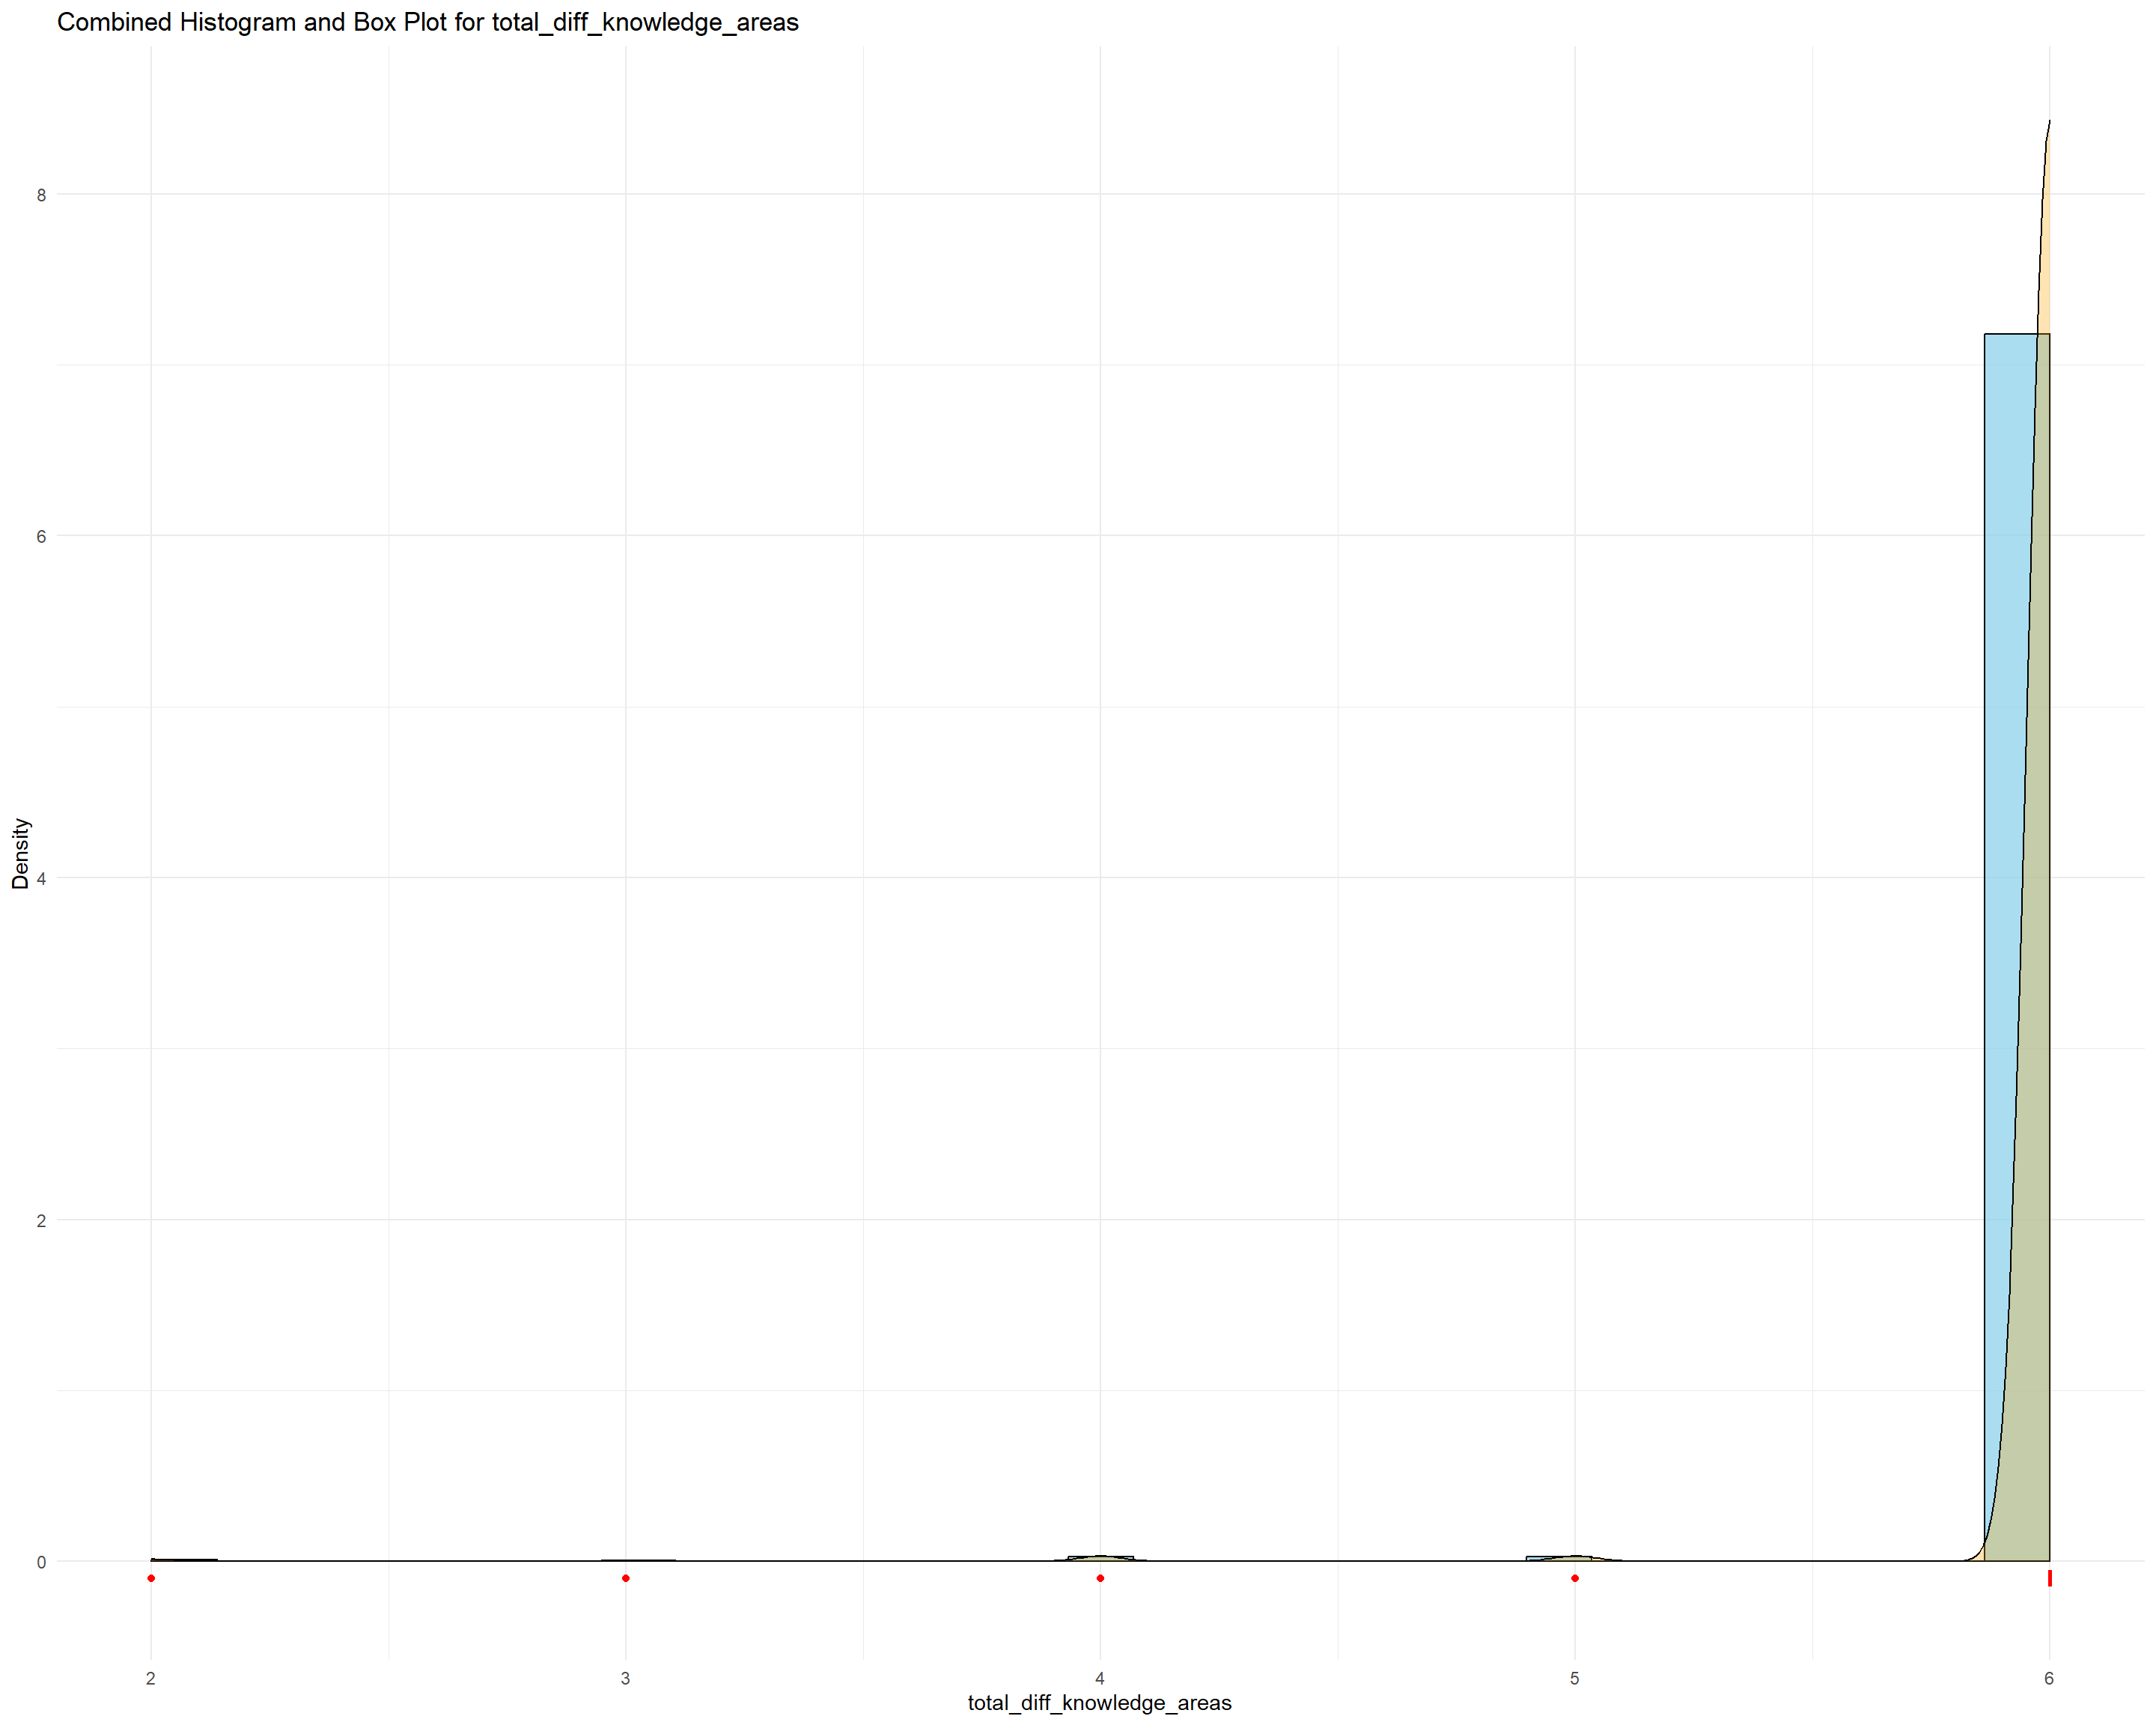 Combined Histogram and Box Plot for total_diff_knowledge_areas
8
6
4
2
0
Density
2 3 4 5 6
total_diff_knowledge_areas